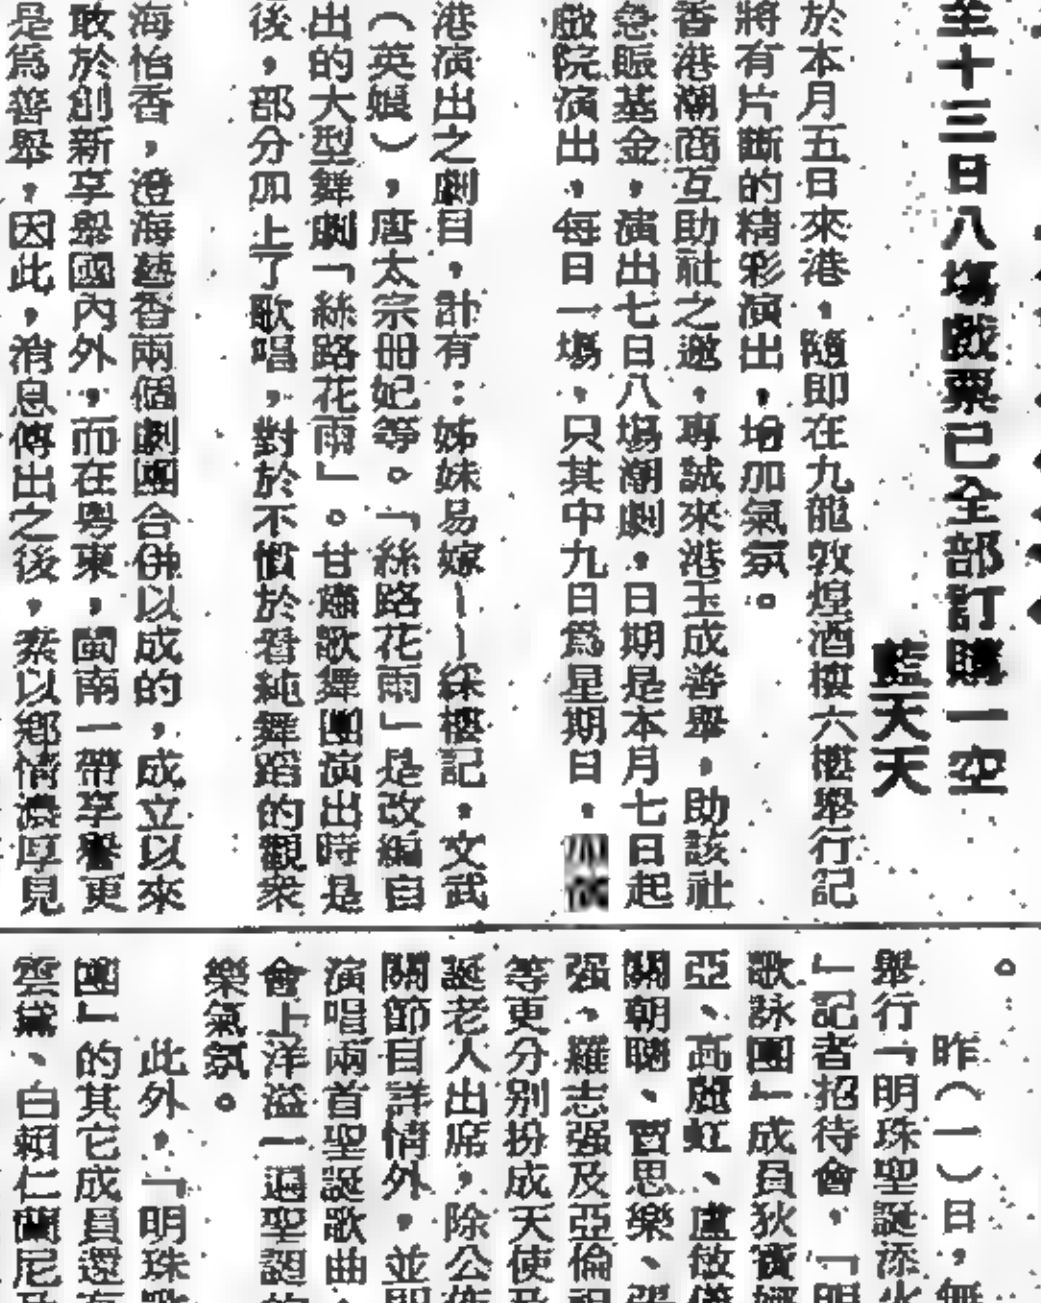 至十三日八場戲票已全部訂購一空
藍天天
於本月五日來港，隨即在九龍敦煌酒樓六樓舉行記
將有片斷的精彩演出，增加氣氛。
香港潮商互助社之邀，專誠來港玉成善舉，助該社
急賑基金，演出七日八場潮劇，日期是本月七日起
戲院演出，每日一場，只其中九日爲星期日，
港演出之劇目，計有：姊妹易嫁——綵樓記，文武
（英娘），唐太宗册妃等。「絲路花雨」是改編自
出的大型舞劇「絲路花雨」。甘肅歌舞團演出時是
後，部分加上了歌唱，對於不慣於看純舞蹈的觀衆
海怡香，澄海藝香兩個劇團合併以成的，成立以來
敢於創新享譽國內外，而在粵東，閩南一帶享譽更
是爲善舉，因此，消息傳出之後，素以鄉情濃厚見
。
昨（一）日，無
舉行「明珠聖誕添火
」記者招待會，「明
歌詠團」成員狄寶
亞、高麗虹、盧敏儀
關朝聰、曾思樂、張
强、羅志强及亞倫
等更分別扮成天使及
誕老人出席，除公佈
關節目詳情外，並即
演唱兩首聖誕歌曲，
會上洋溢一遍聖誕的
樂氣氛。
此外，「明珠歌
團」的其它成員還有
雲黛、白賴仁蘭尼及